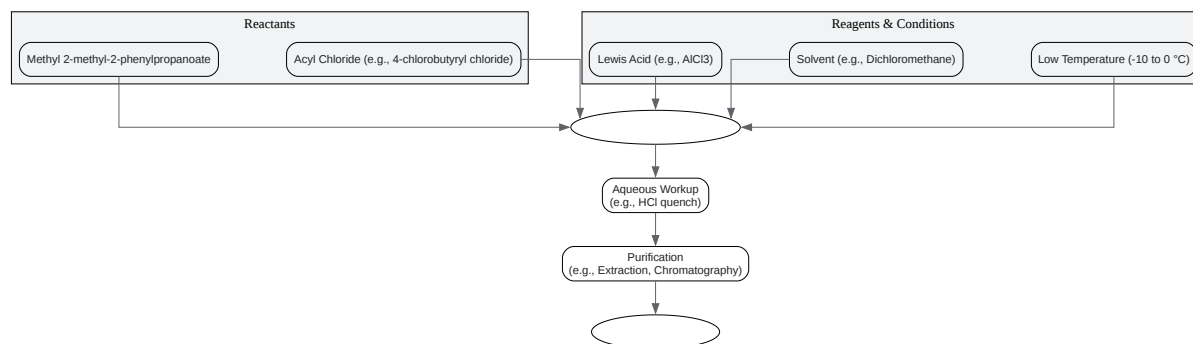 Reactants
Reagents & Conditions
Methyl 2-methyl-2-phenylpropanoate
Acyl Chloride (e.g., 4-chlorobutyryl chloride)
Lewis Acid (e.g., AlCl3)
Solvent (e.g., Dichloromethane)
Low Temperature (-10 to 0 °C)
Aqueous Workup
(e.g., HCl quench)
Purification
(e.g., Extraction, Chromatography)